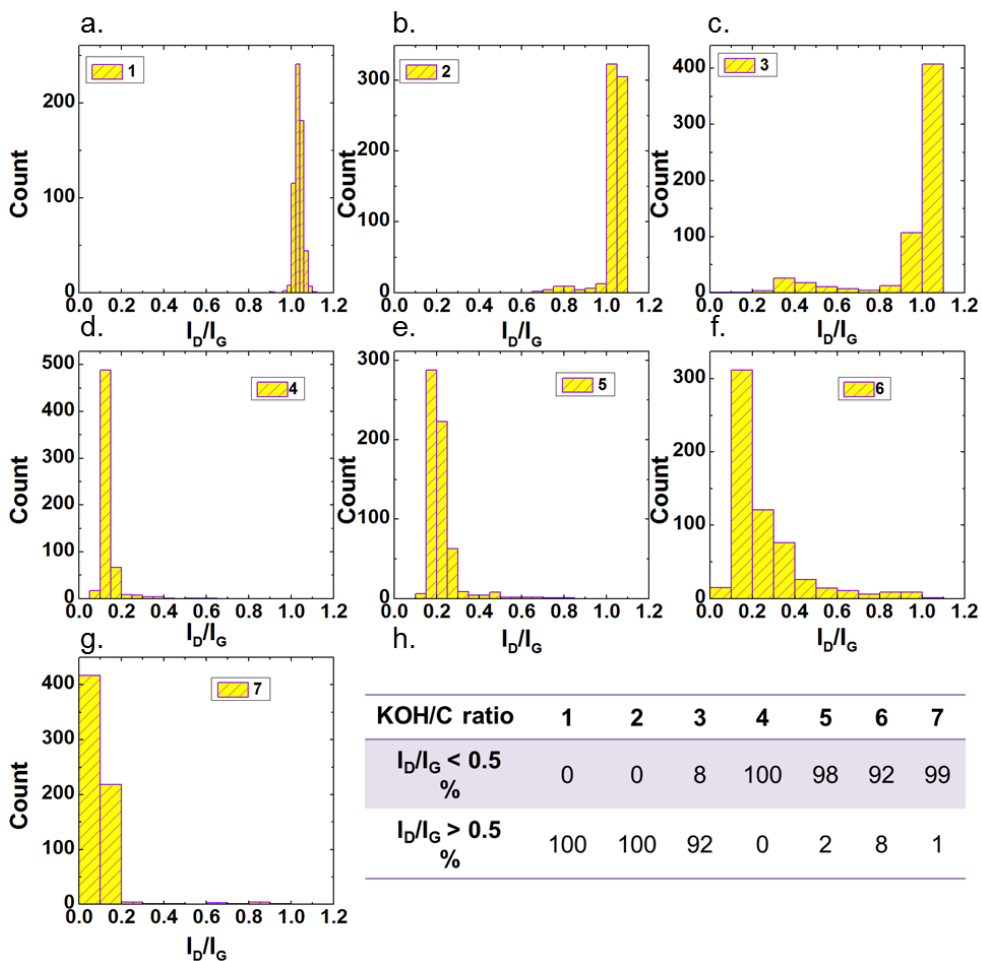 a.
1
Count
200
100
0
0.0 0.2 0.4 0.6 0.8 1.0 1.2
I_D/I_G
b.
2
Count
300
200
100
0
0.0 0.2 0.4 0.6 0.8 1.0 1.2
I_D/I_G
c.
3
Count
400
300
200
100
0
0.0 0.2 0.4 0.6 0.8 1.0 1.2
I_D/I_G
d.
4
Count
500
400
300
200
100
0
0.0 0.2 0.4 0.6 0.8 1.0 1.2
I_D/I_G
e.
5
Count
300
200
100
0
0.0 0.2 0.4 0.6 0.8 1.0 1.2
I_D/I_G
f.
6
Count
300
200
100
0
0.0 0.2 0.4 0.6 0.8 1.0 1.2
I_D/I_G
g.
7
Count
400
300
200
100
0
0.0 0.2 0.4 0.6 0.8 1.0 1.2
I_D/I_G
h.
KOH/C ratio 1 2 3 4 5 6 7
I_D/I_G < 0.5
% 0 0 8 100 98 92 99
I_D/I_G > 0.5
% 100 100 92 0 2 8 1